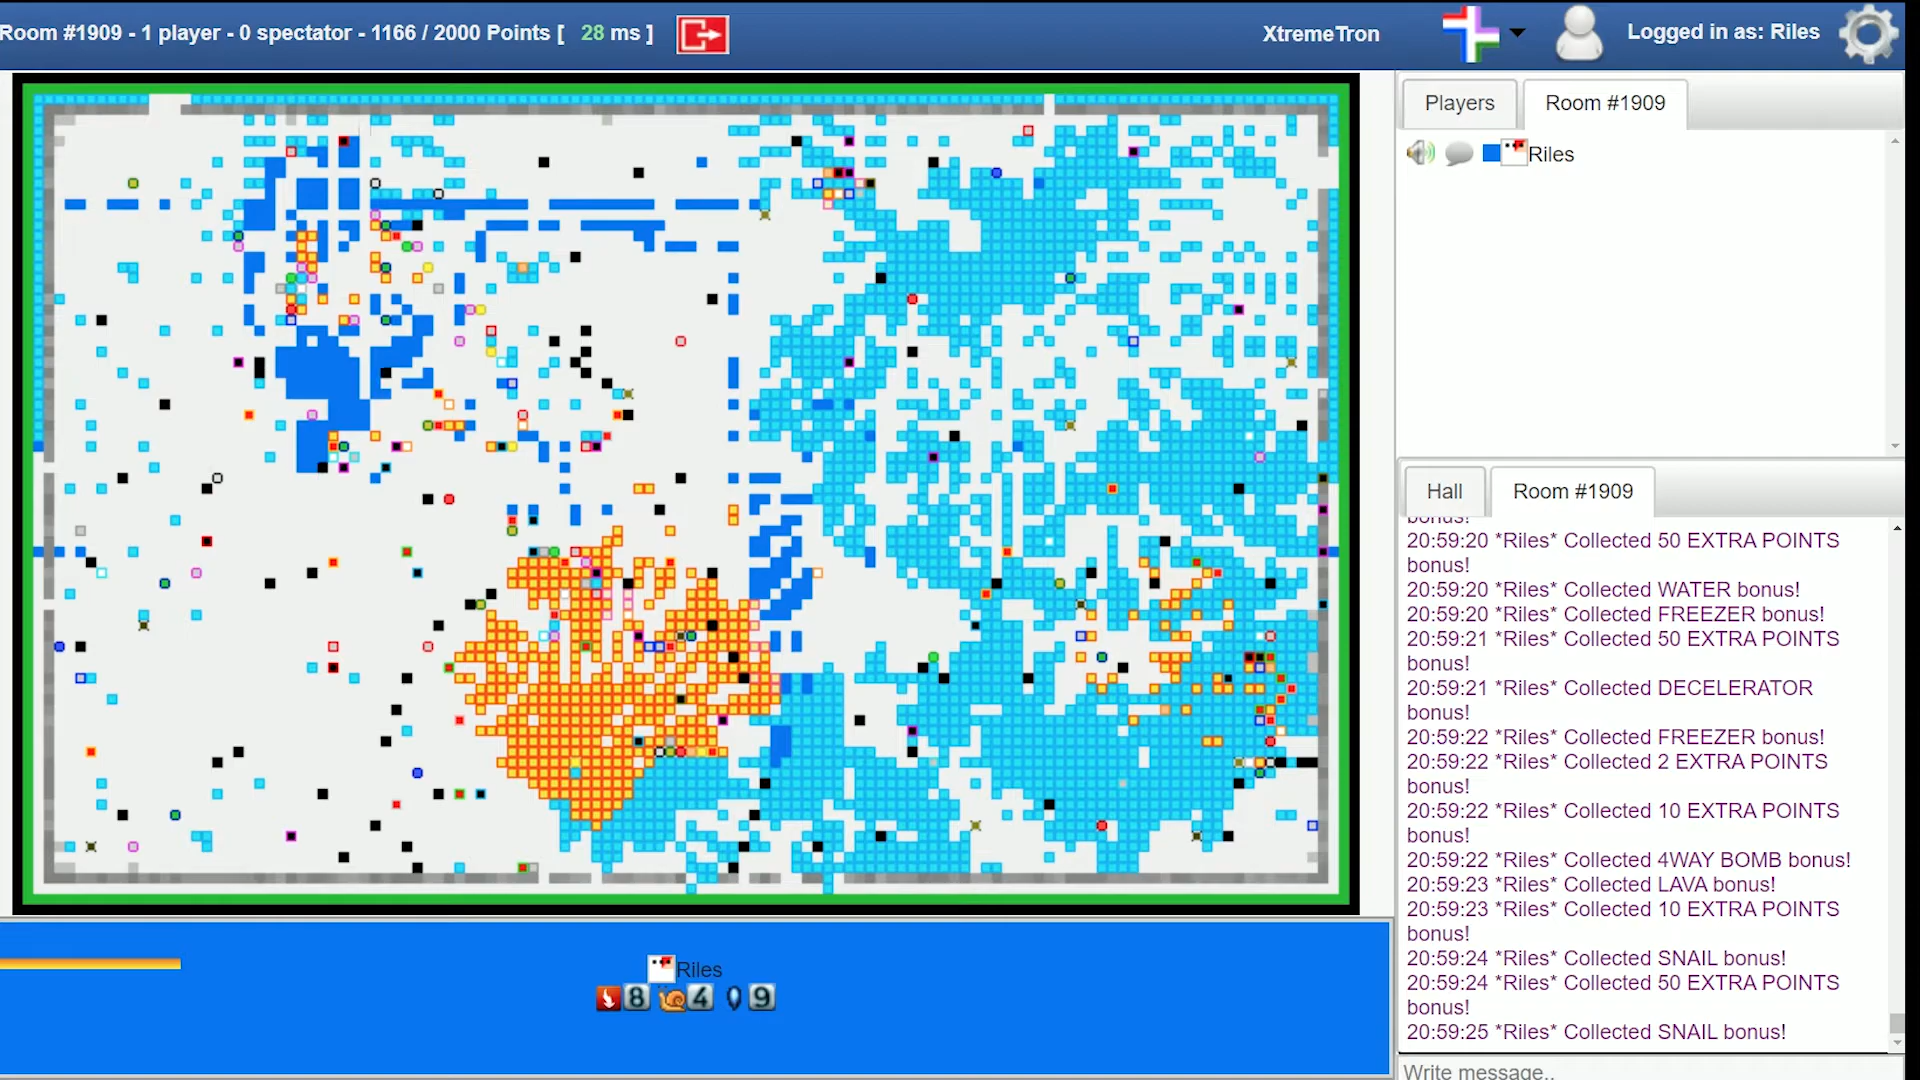 Room #1909 - 1 player - 0 spectator - 1166 / 2000 Points [ 28 ms ]
XtremeTron
Logged in as: Riles
Players
Room #1909
Riles
Hall
Room #1909
bonus!
20:59:20 *Riles* Collected 50 EXTRA POINTS
bonus!
20:59:20 *Riles* Collected WATER bonus!
20:59:20 *Riles* Collected FREEZER bonus!
20:59:21 *Riles* Collected 50 EXTRA POINTS
bonus!
20:59:21 *Riles* Collected DECELERATOR
bonus!
20:59:22 *Riles* Collected FREEZER bonus!
20:59:22 *Riles* Collected 2 EXTRA POINTS
bonus!
20:59:22 *Riles* Collected 10 EXTRA POINTS
bonus!
20:59:22 *Riles* Collected 4WAY BOMB bonus!
20:59:23 *Riles* Collected LAVA bonus!
20:59:23 *Riles* Collected 10 EXTRA POINTS
bonus!
20:59:24 *Riles* Collected SNAIL bonus!
20:59:24 *Riles* Collected 50 EXTRA POINTS
bonus!
20:59:25 *Riles* Collected SNAIL bonus!
Write message..
Riles
8 4 9